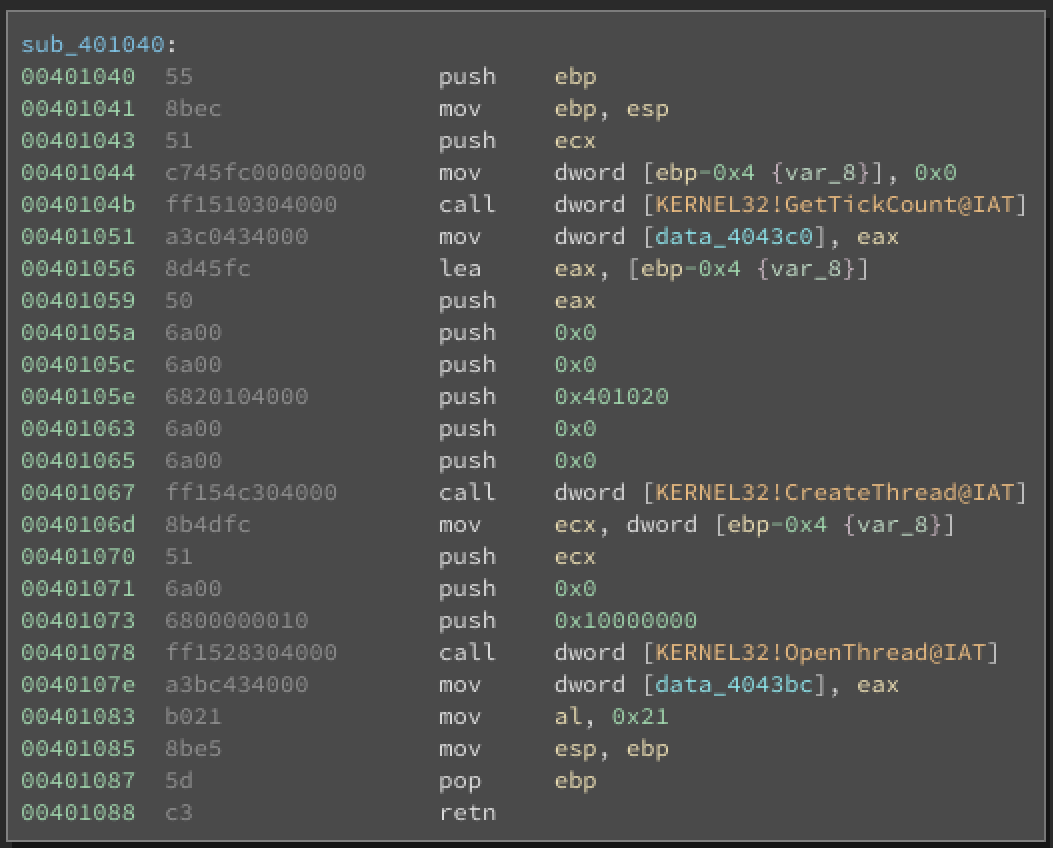 sub_401040:
00401040 55 push ebp
00401041 8bec mov ebp, esp
00401043 51 push ecx
00401044 c745fc00000000 mov dword [ebp-0x4 {var_8}], 0x0
0040104b ff1510304000 call dword [KERNEL32!GetTickCount@IAT]
00401051 a3c0434000 mov dword [data_4043c0], eax
00401056 8d45fc lea eax, [ebp-0x4 {var_8}]
00401059 50 push eax
0040105a 6a00 push 0x0
0040105c 6a00 push 0x0
0040105e 6820104000 push 0x401020
00401063 6a00 push 0x0
00401065 6a00 push 0x0
00401067 ff154c304000 call dword [KERNEL32!CreateThread@IAT]
0040106d 8b4dfc mov ecx, dword [ebp-0x4 {var_8}]
00401070 51 push ecx
00401071 6a00 push 0x0
00401073 6800000010 push 0x10000000
00401078 ff1528304000 call dword [KERNEL32!OpenThread@IAT]
0040107e a3bc434000 mov dword [data_4043bc], eax
00401083 b021 mov al, 0x21
00401085 8be5 mov esp, ebp
00401087 5d pop ebp
00401088 c3 retn